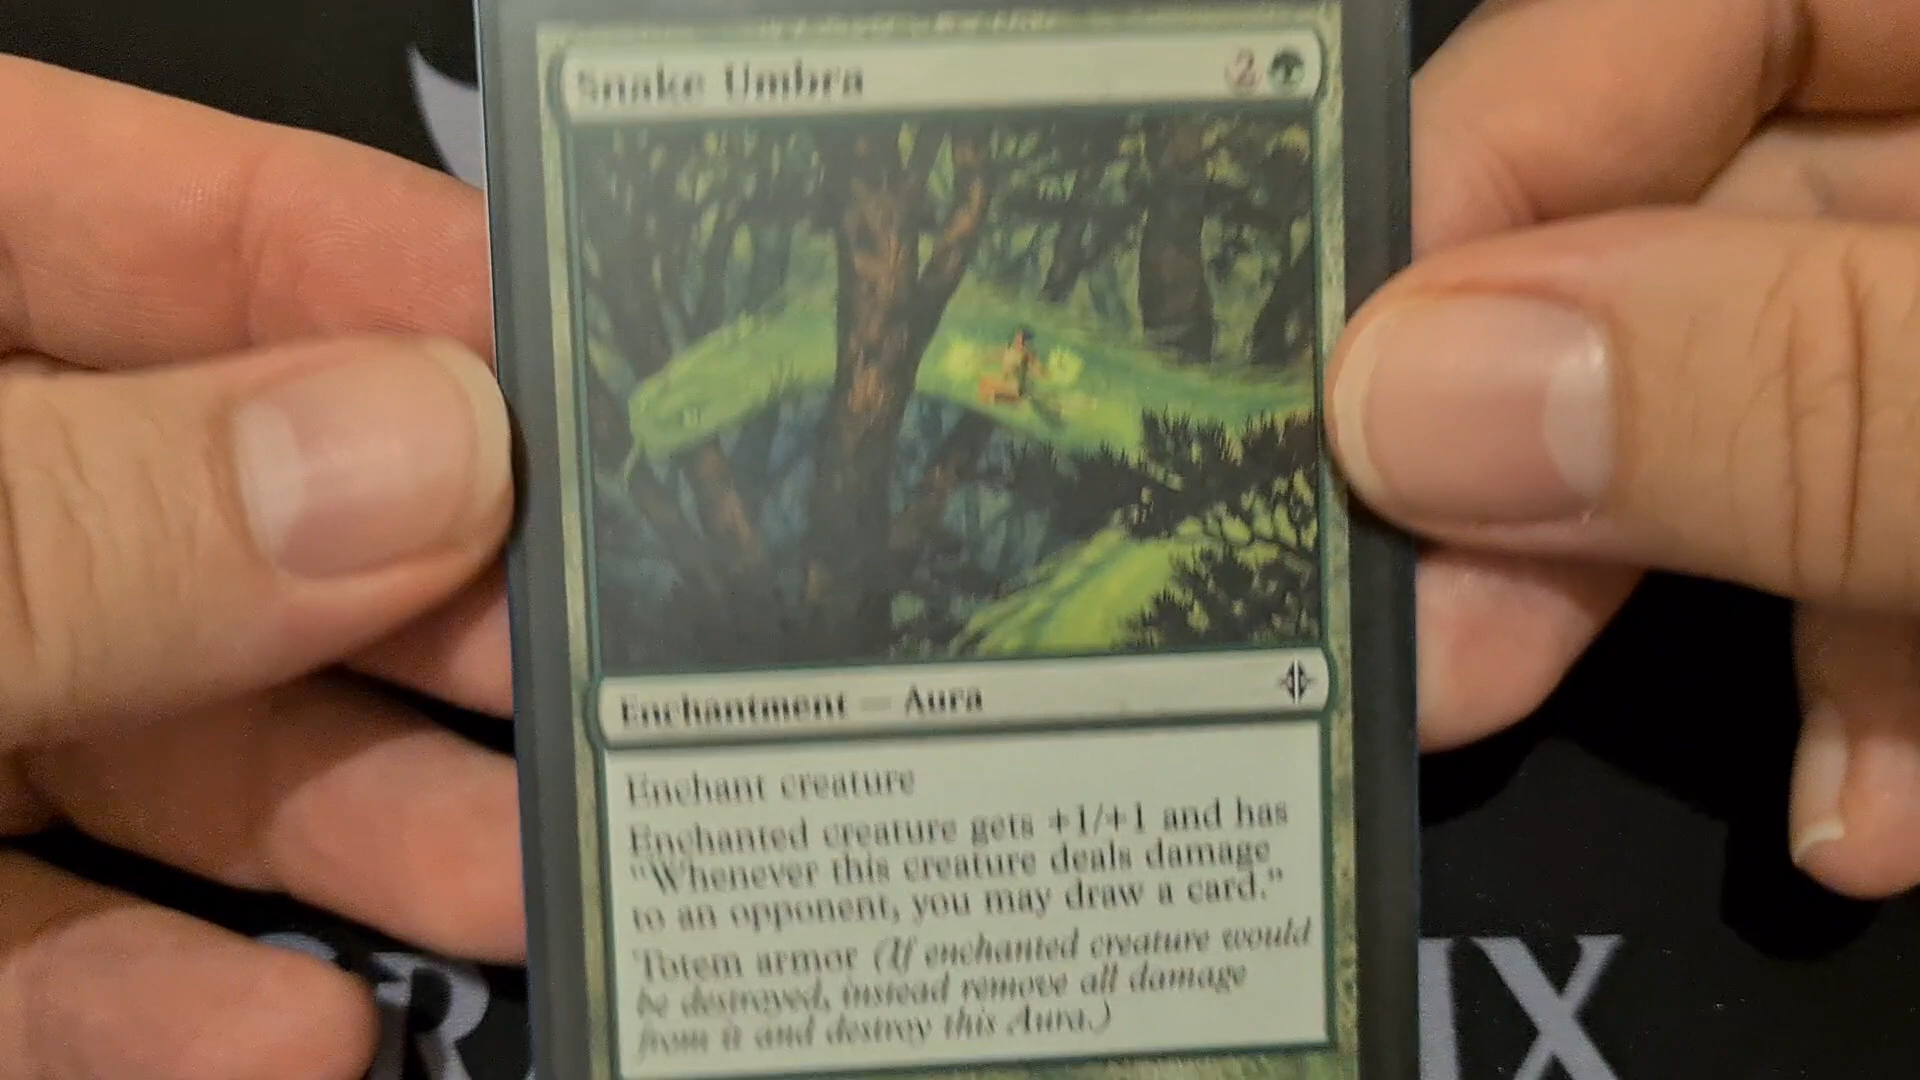 Snake Umbra 2
Enchantment — Aura
Enchant creature
Enchanted creature gets +1/+1 and has
"Whenever this creature deals damage
to an opponent, you may draw a card."
Totem armor (If enchanted creature would
be destroyed, instead remove all damage
from it and destroy this Aura.)
IX